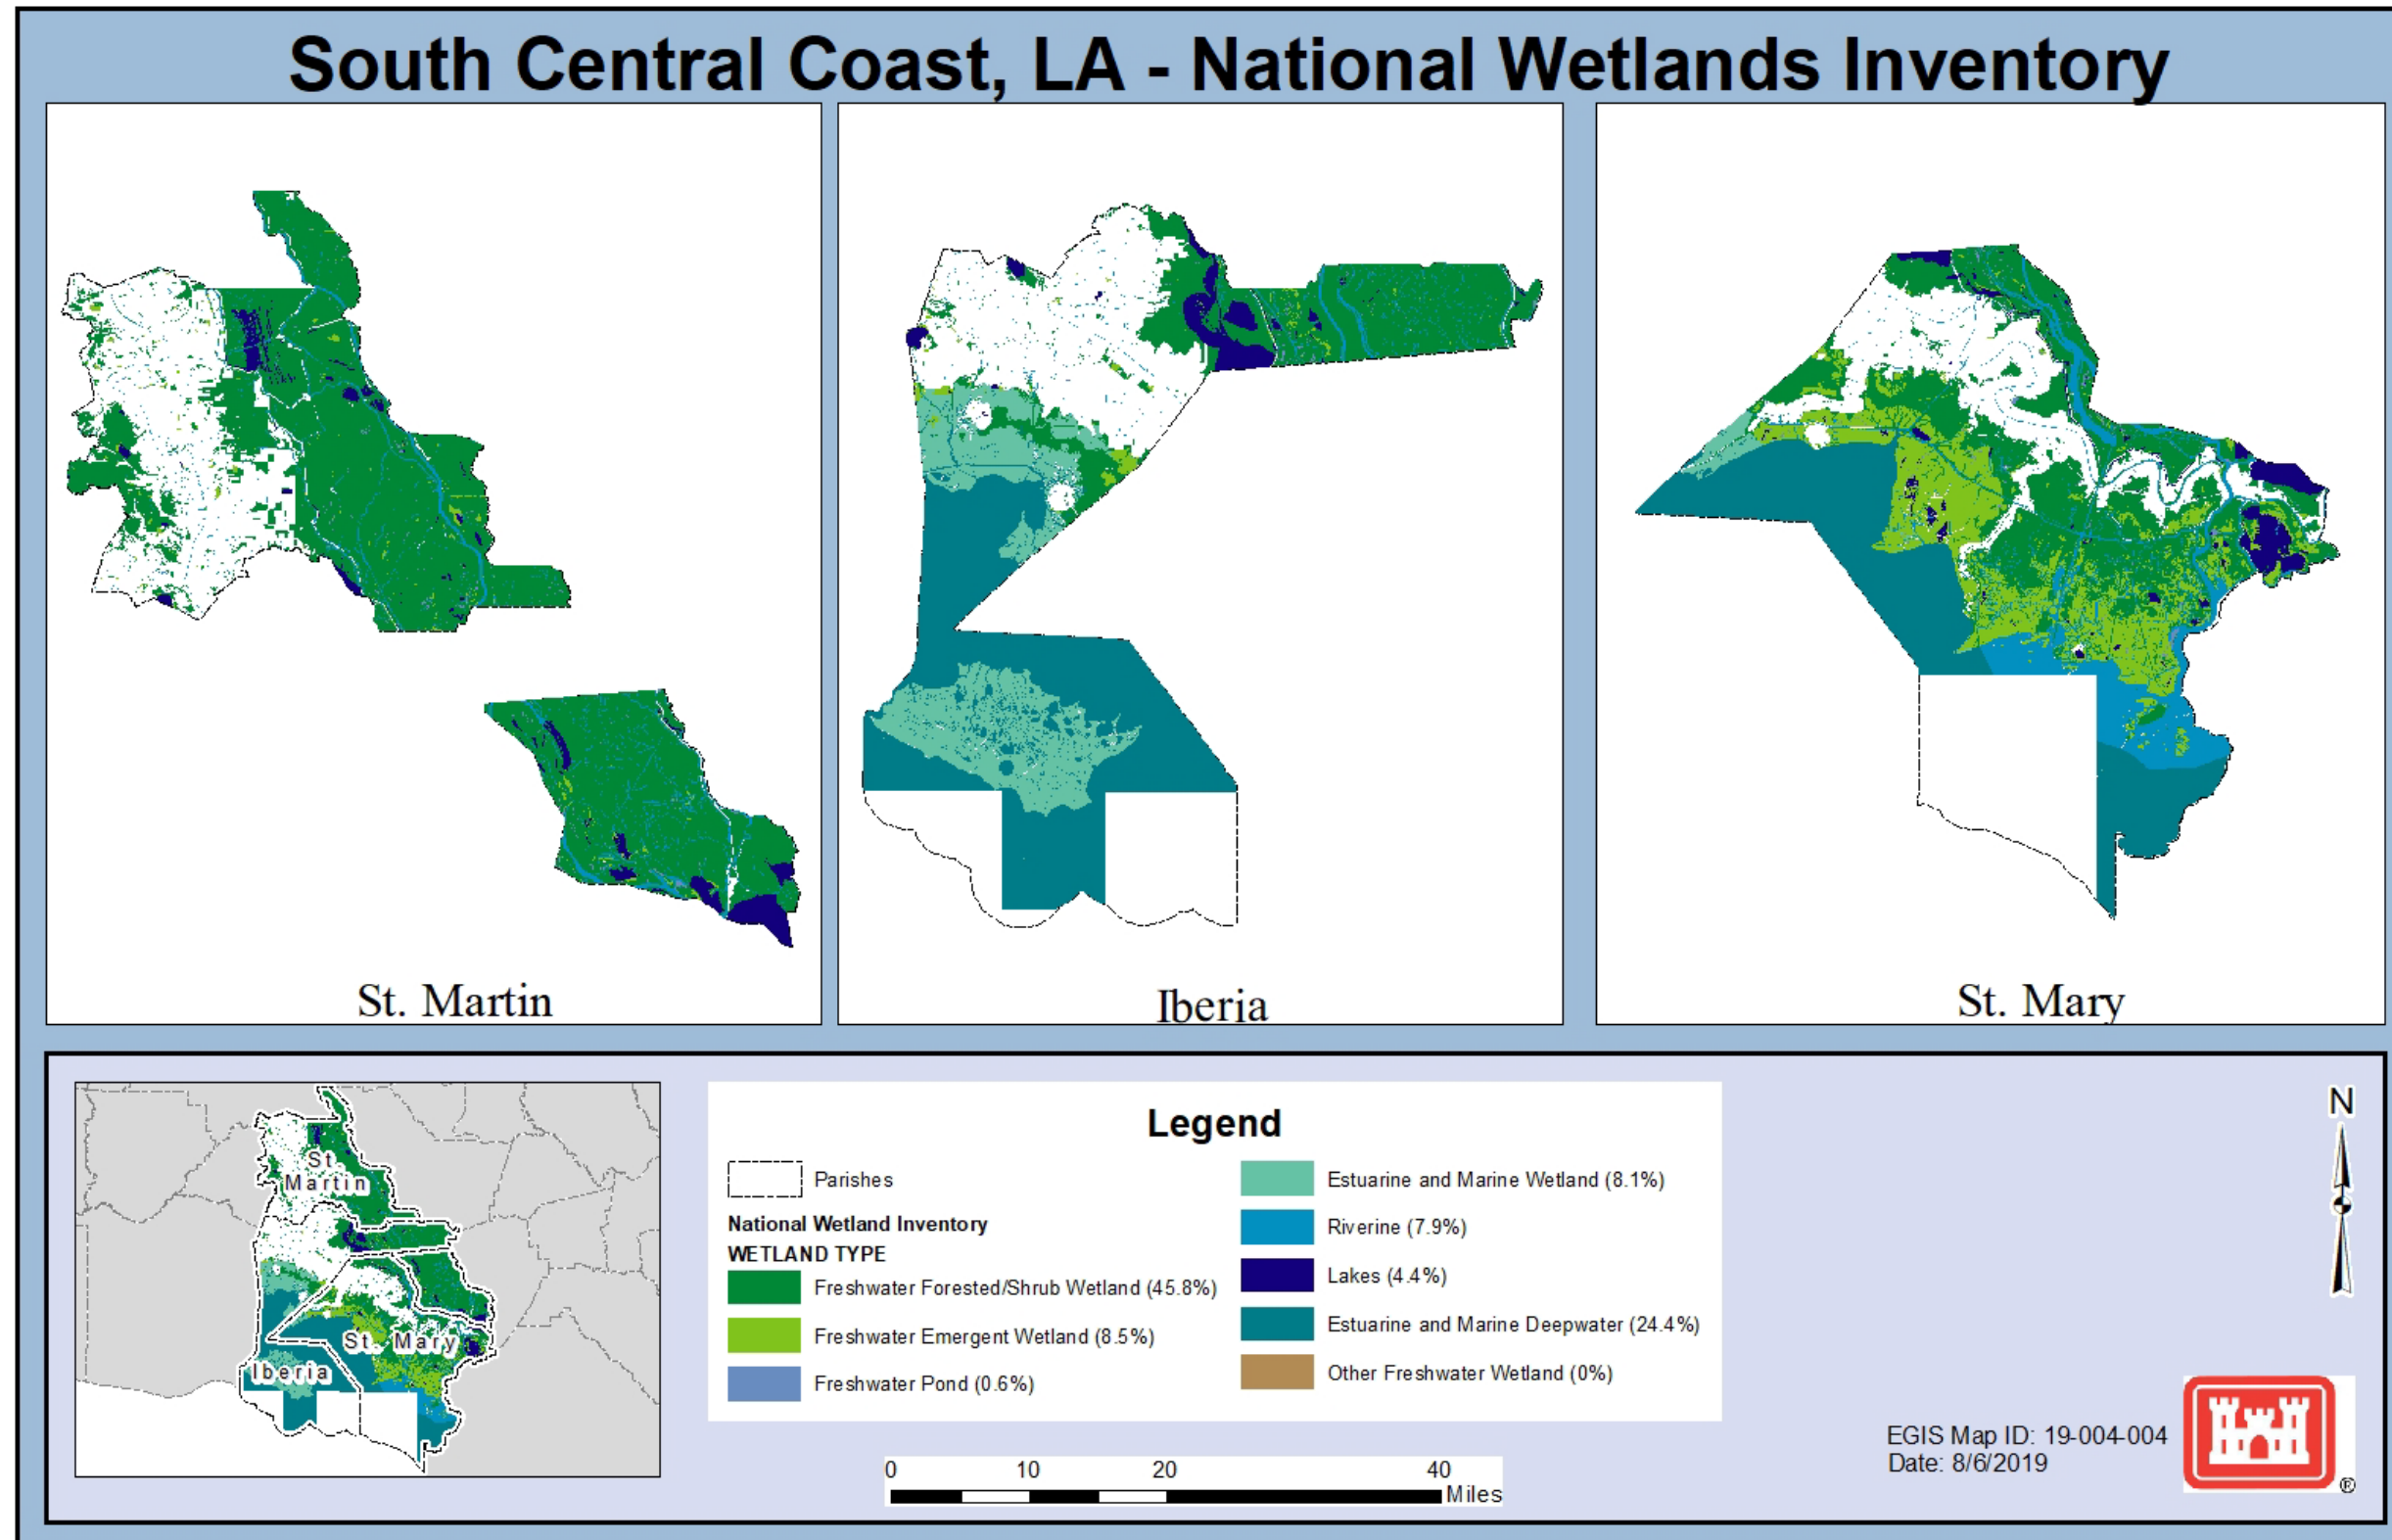 South Central Coast, LA - National Wetlands Inventory
St. Martin
Iberia
St. Mary
St.
Martin
St. Mary
Iberia
Legend
Parishes
National Wetland Inventory
WETLAND TYPE
Freshwater Forested/Shrub Wetland (45.8%)
Freshwater Emergent Wetland (8.5%)
Freshwater Pond (0.6%)
Estuarine and Marine Wetland (8.1%)
Riverine (7.9%)
Lakes (4.4%)
Estuarine and Marine Deepwater (24.4%)
Other Freshwater Wetland (0%)
0 10 20 40
Miles
N
EGIS Map ID: 19-004-004
Date: 8/6/2019
®